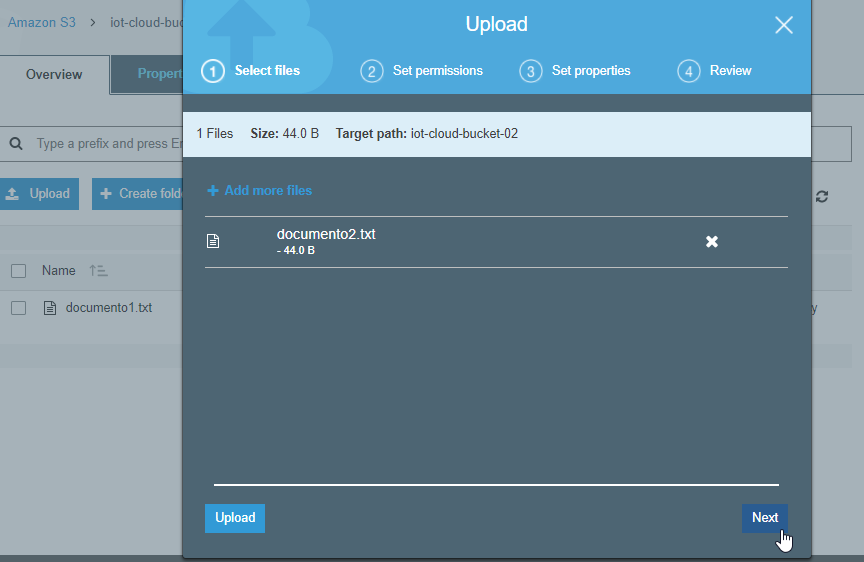 Amazon S3 > iot-cloud-buc
Upload
1 Select files
2 Set permissions
3 Set properties
4 Review
Overview
Propert
1 Files Size: 44.0 B Target path: iot-cloud-bucket-02
Type a prefix and press En
Upload
Create folde
Add more files
documento2.txt
- 44.0 B
Name
documento1.txt
y
Upload
Next